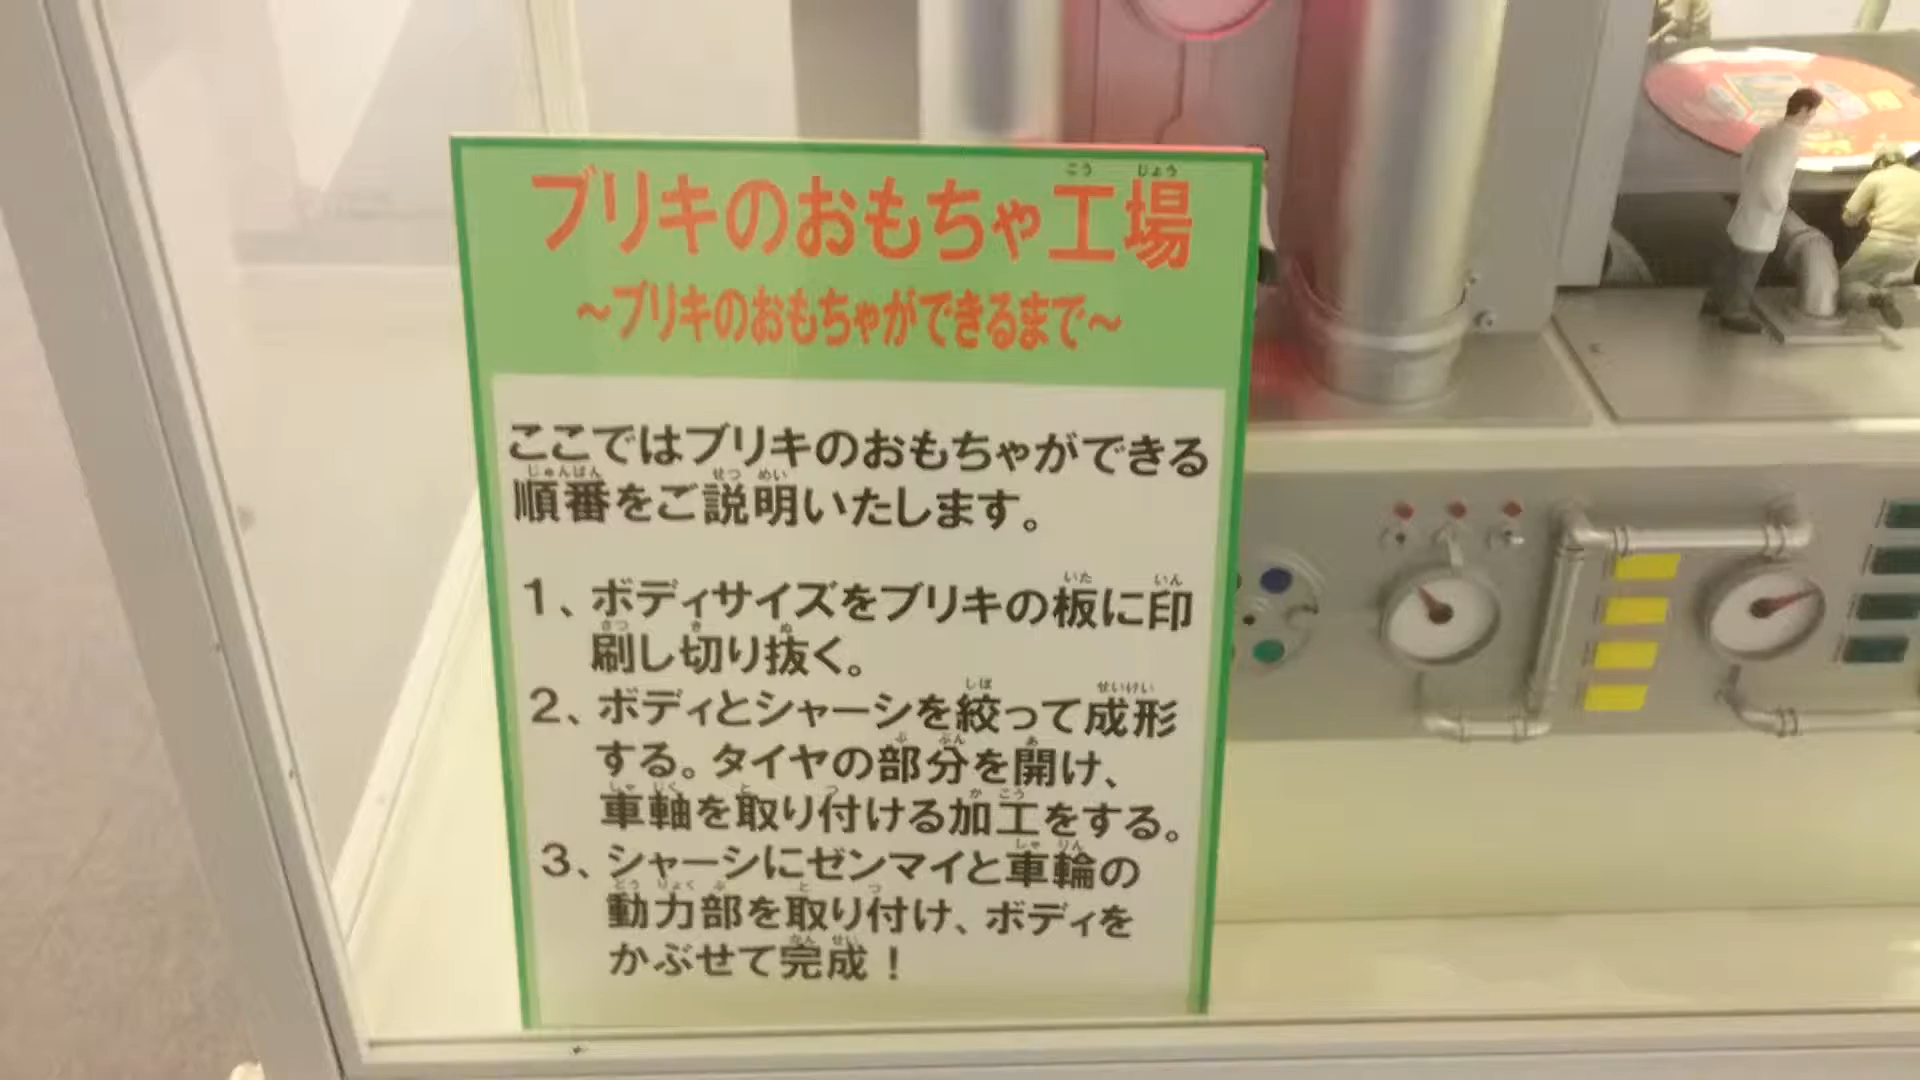 ブリキのおもちゃ工場
～ブリキのおもちゃができるまで～
ここではブリキのおもちゃができる
順番をご説明いたします。
1、ボディサイズをブリキの板に印
刷し切り抜く。
2、ボディとシャーシを絞って成形
する。タイヤの部分を開け、
車軸を取り付ける加工をする。
3、シャーシにゼンマイと車輪の
動力部を取り付け、ボディを
かぶせて完成！